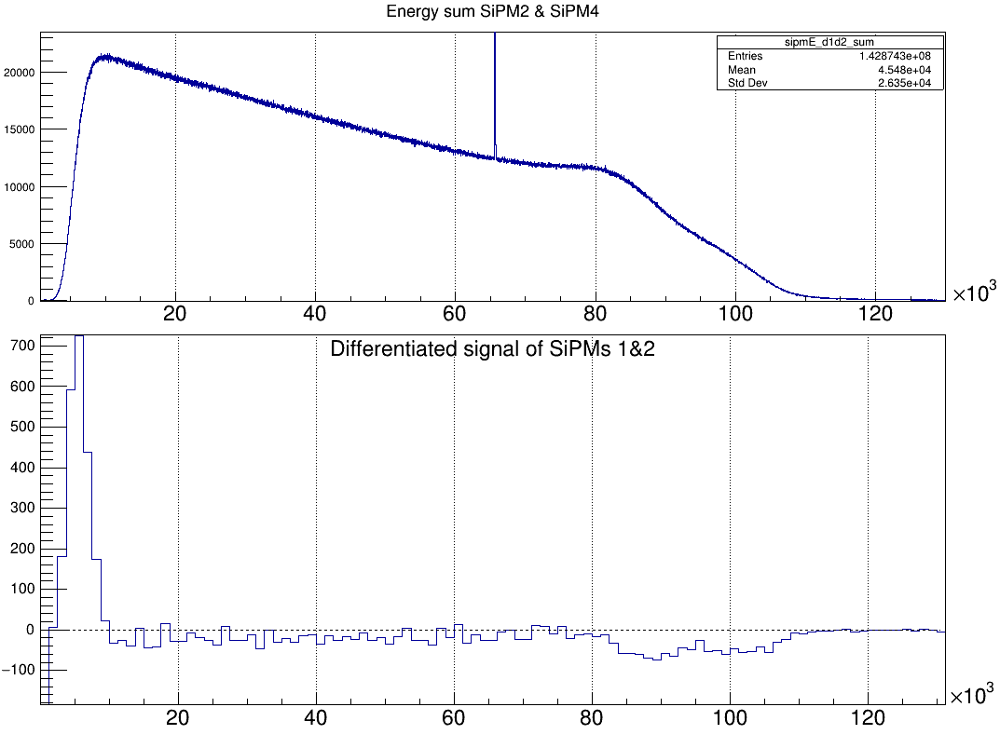 Energy sum SiPM2 & SiPM4
sipmE_d1d2_sum
Entries 1.428743e+08
Mean 4.548e+04
Std Dev 2.635e+04
20000
15000
10000
5000
0
20 40 60 80 100 120 ×10³
Differentiated signal of SiPMs 1&2
700
600
500
400
300
200
100
0
−100
20 40 60 80 100 120 ×10³